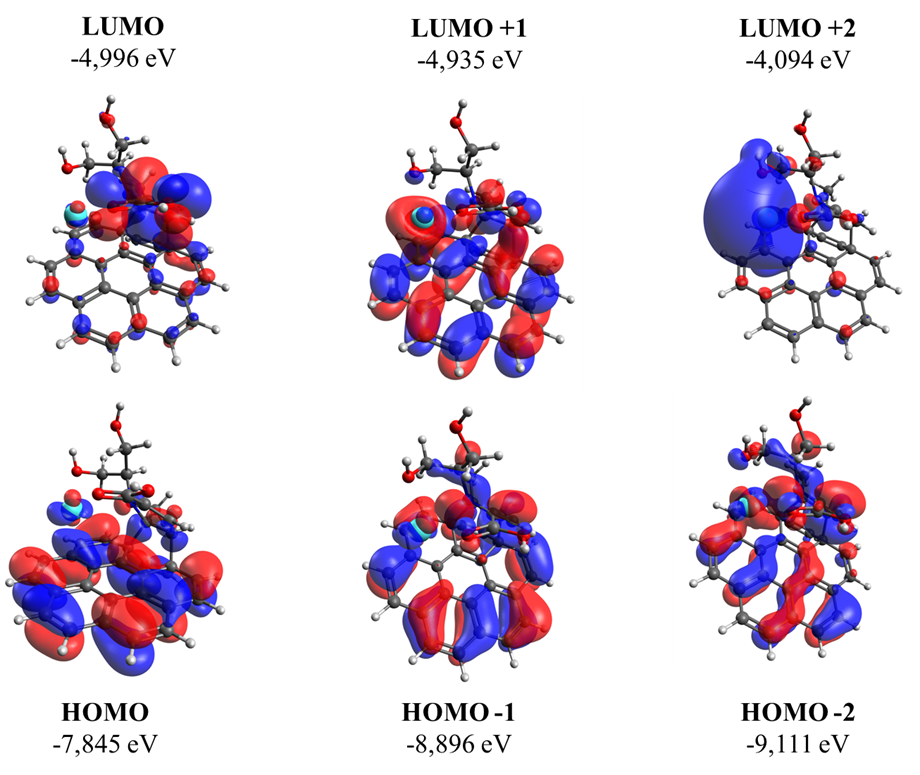 LUMO
-4,996 eV
LUMO +1
-4,935 eV
LUMO +2
-4,094 eV
HOMO
-7,845 eV
HOMO -1
-8,896 eV
HOMO -2
-9,111 eV